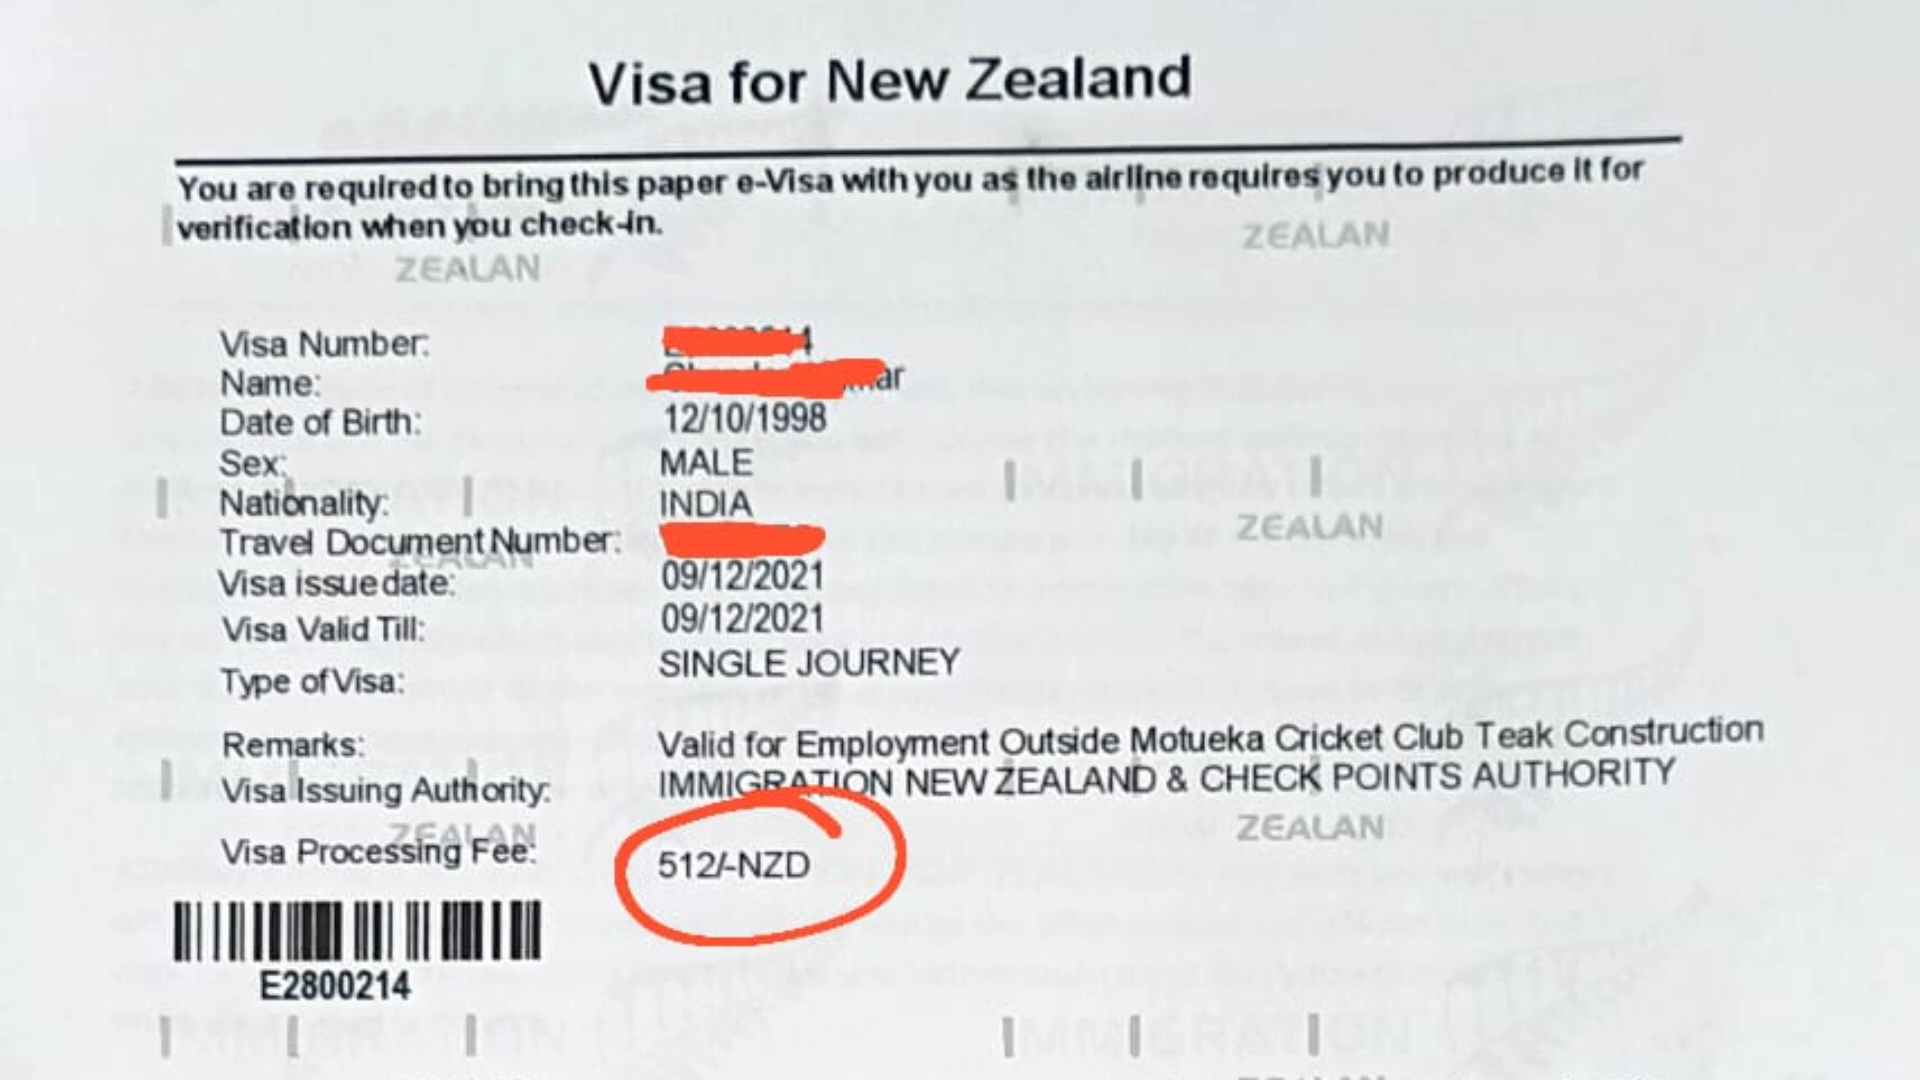 Visa for New Zealand
You are required to bring this paper e-Visa with you as the airline requires you to produce it for
verification when you check-in.
ZEALAN
ZEALAN
Visa Number:
Name: ar
Date of Birth: 12/10/1998
Sex: MALE
Nationality: INDIA
ZEALAN
Travel Document Number:
ZEALAN
Visa issue date: 09/12/2021
Visa Valid Till: 09/12/2021
Type of Visa: SINGLE JOURNEY
Remarks: Valid for Employment Outside Motueka Cricket Club Teak Construction
Visa Issuing Authority: IMMIGRATION NEW ZEALAND & CHECK POINTS AUTHORITY
ZEALAN
ZEALAN
Visa Processing Fee: 512/-NZD
E2800214